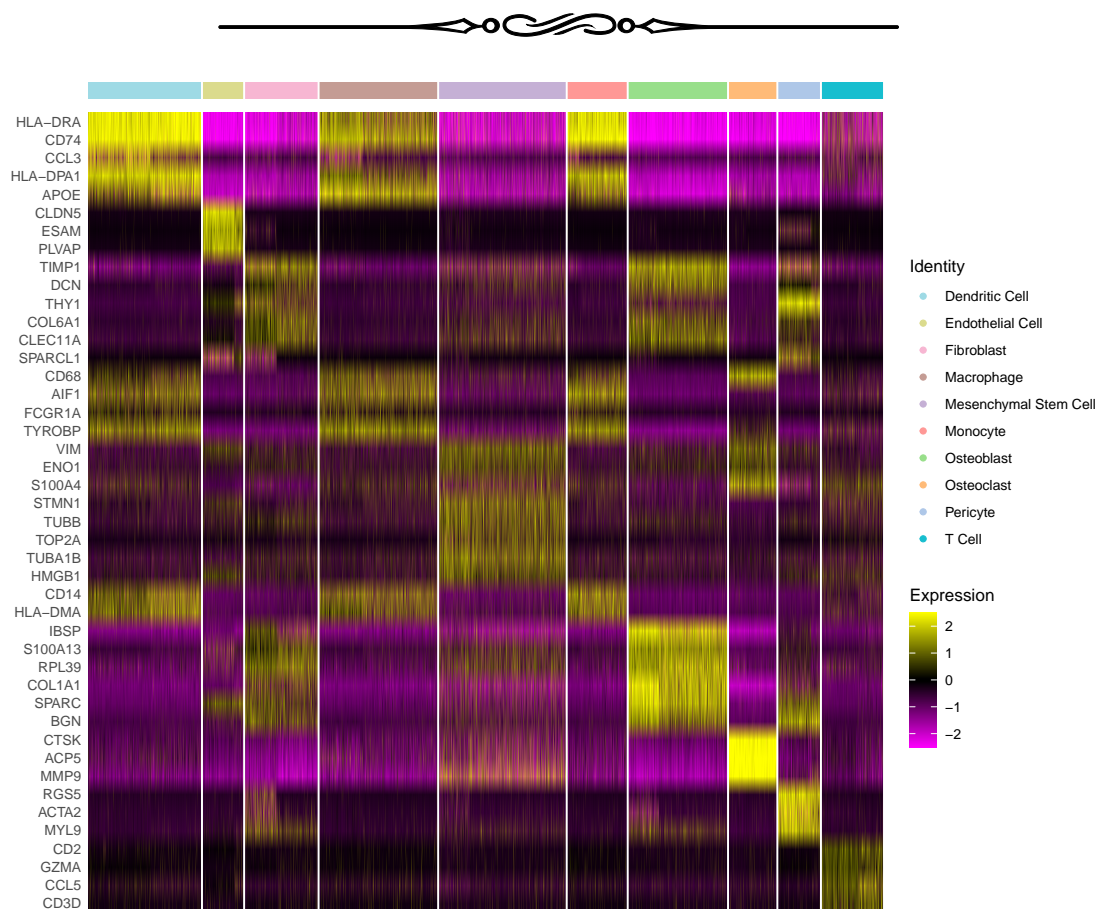 HLA−DRA
CD74
CCL3
HLA−DPA1
APOE
CLDN5
ESAM
PLVAP
TIMP1
DCN
THY1
COL6A1
CLEC11A
SPARCL1
CD68
AIF1
FCGR1A
TYROBP
VIM
ENO1
S100A4
STMN1
TUBB
TOP2A
TUBA1B
HMGB1
CD14
HLA−DMA
IBSP
S100A13
RPL39
COL1A1
SPARC
BGN
CTSK
ACP5
MMP9
RGS5
ACTA2
MYL9
CD2
GZMA
CCL5
CD3D
Identity
Dendritic Cell
Endothelial Cell
Fibroblast
Macrophage
Mesenchymal Stem Cell
Monocyte
Osteoblast
Osteoclast
Pericyte
T Cell
Expression
2
1
0
−1
−2